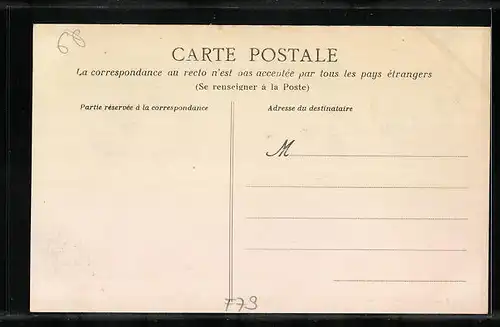 68
CARTE POSTALE
La correspondance au recto n'est pas acceptée par tous les pays étrangers
(Se renseigner à la Poste)
Partie réservée à la correspondance
Adresse du destinataire
M
F79